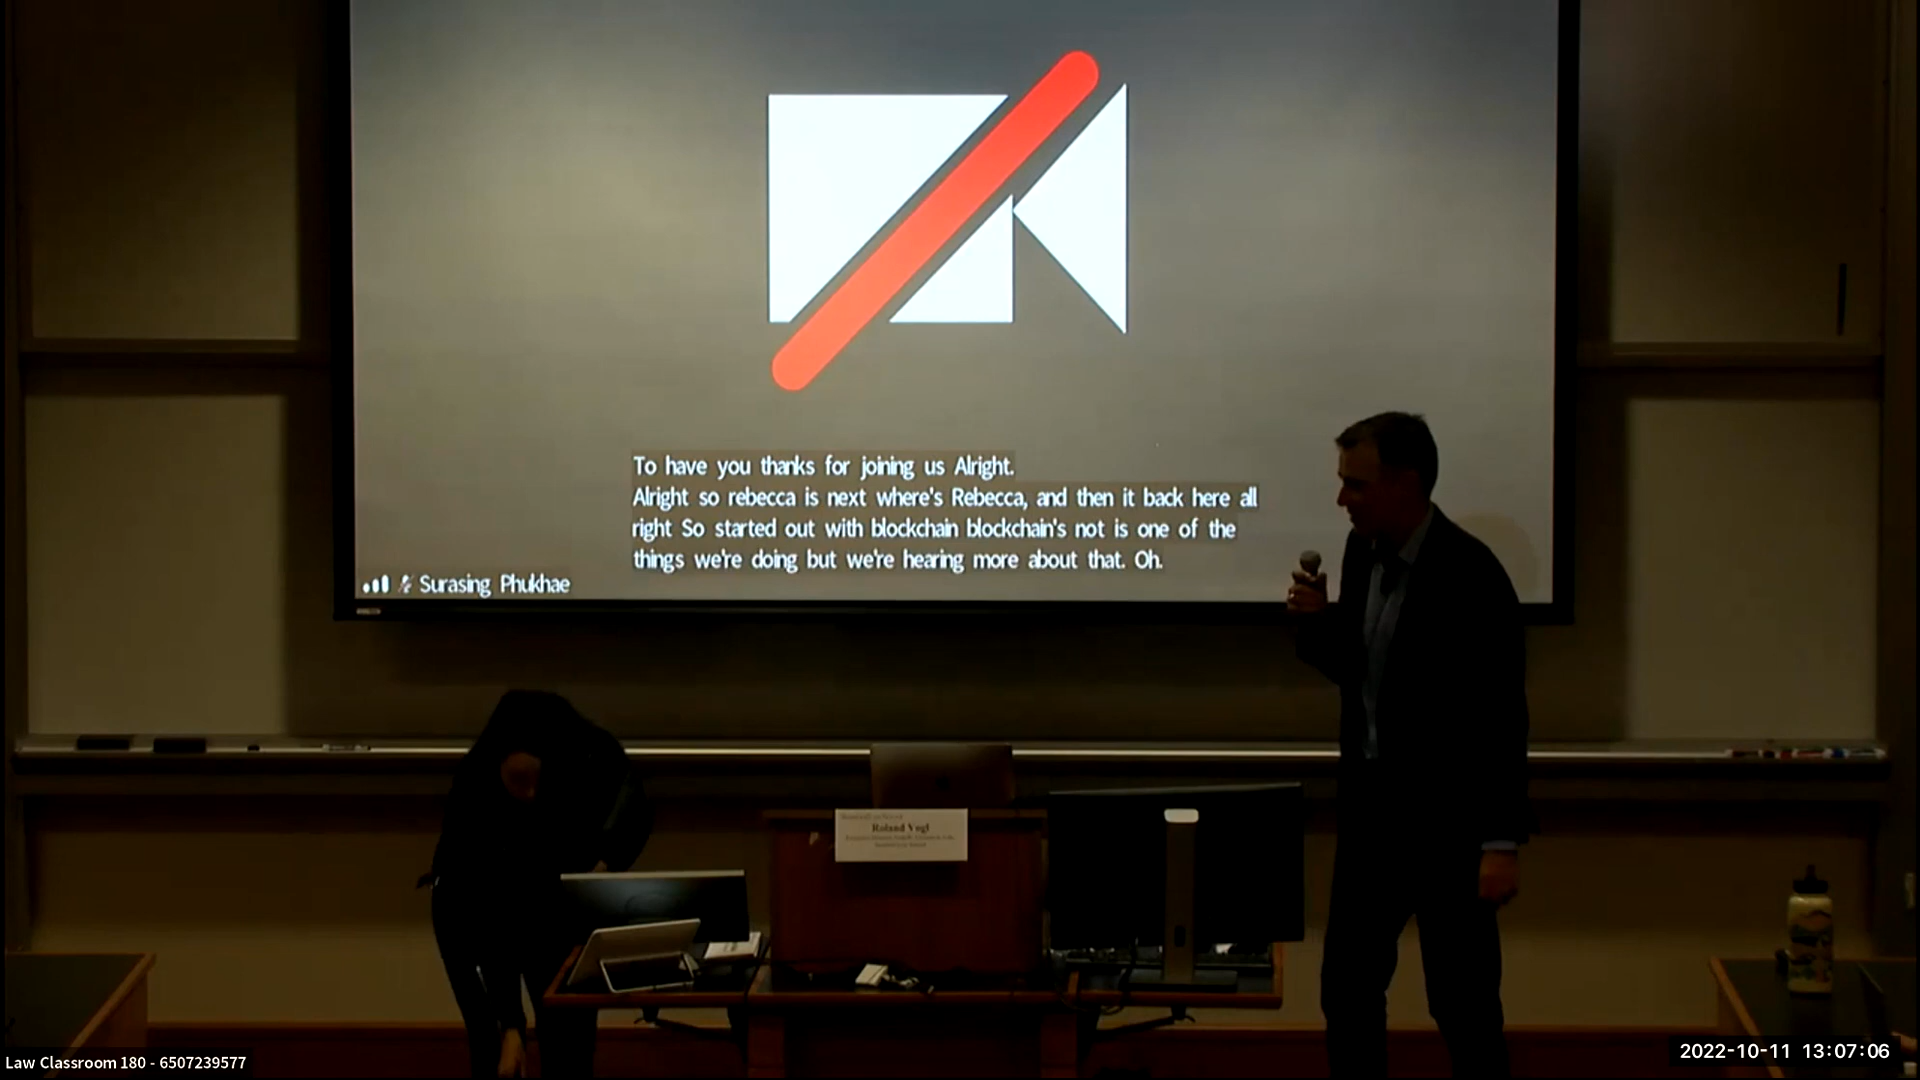 To have you thanks for joining us Alright.
Alright so rebecca is next where's Rebecca, and then it back here all
right So started out with blockchain blockchain's not is one of the
things we're doing but we're hearing more about that. Oh.
Surasing Phukhae
Roland Vogl
Law Classroom 180 - 6507239577
2022-10-11 13:07:06